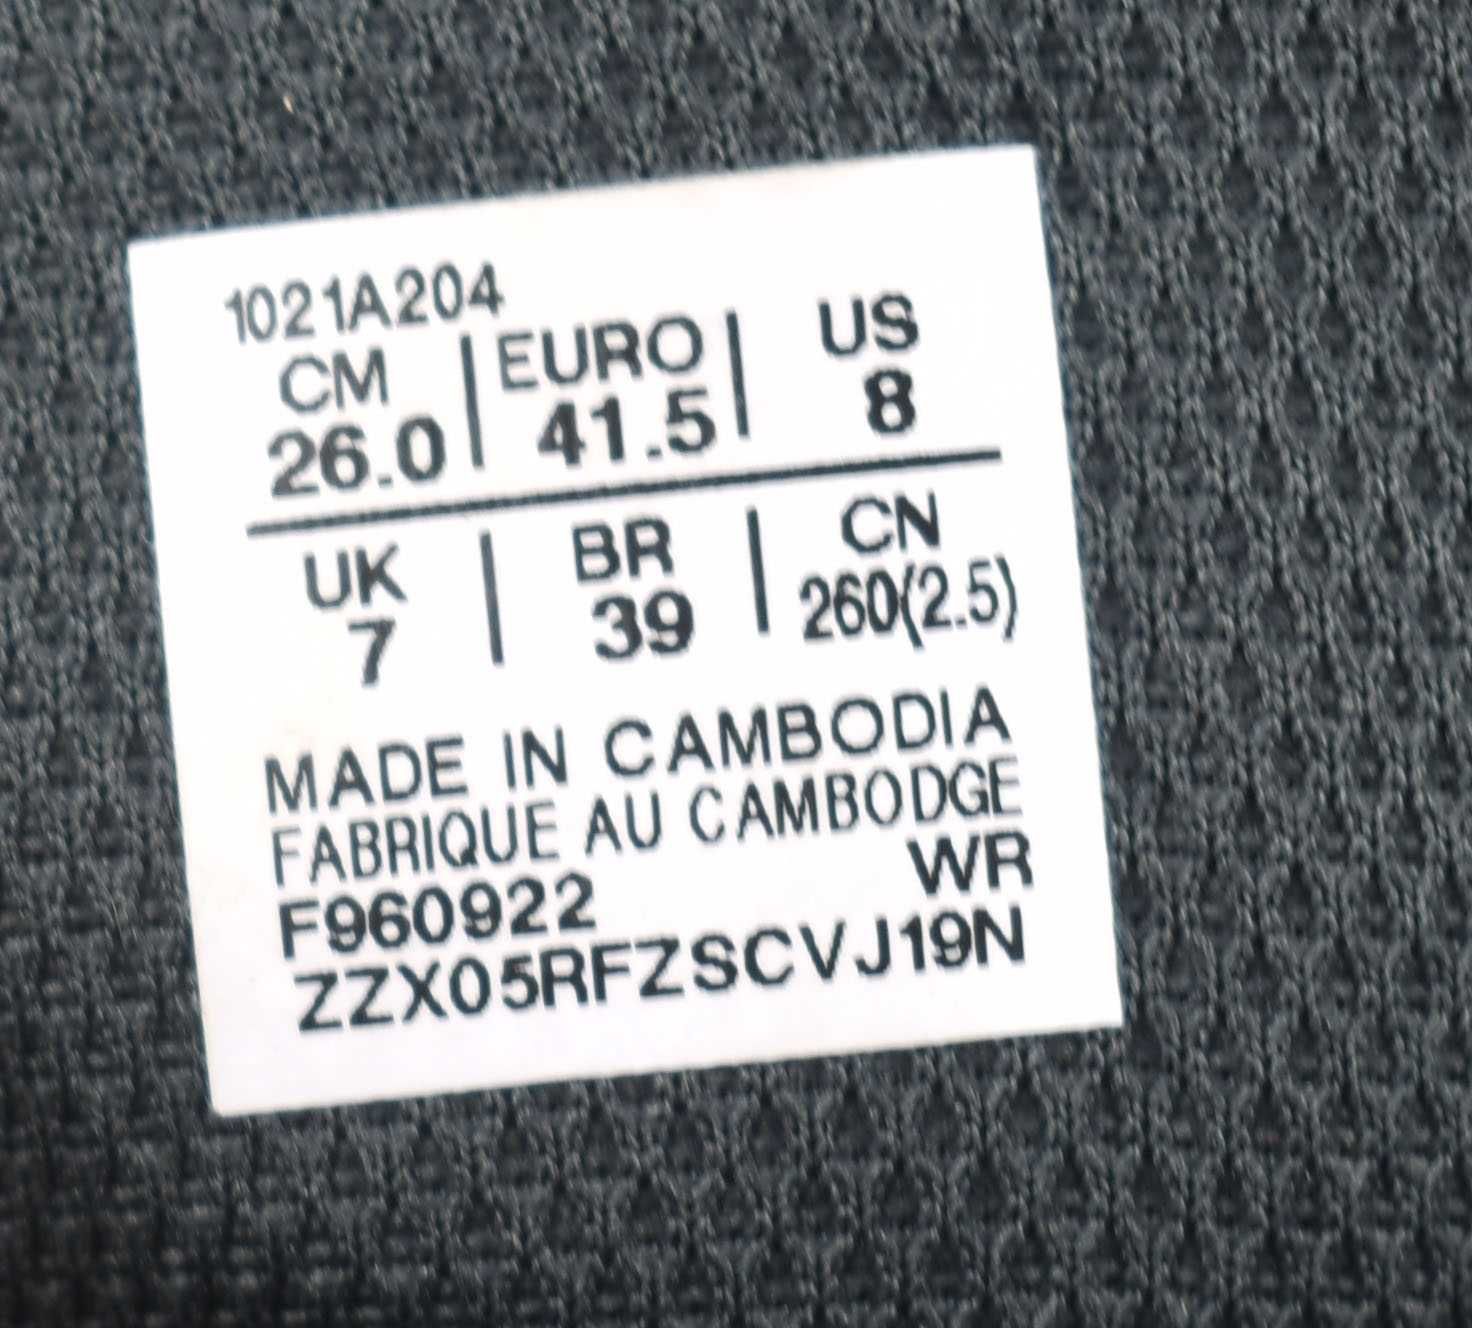 1021A204
CM | EURO | US
26.0 | 41.5 | 8
UK | BR | CN
7 | 39 | 260(2.5)
MADE IN CAMBODIA
FABRIQUE AU CAMBODGE
WR
F960922
ZZX05RFZSCVJ19N